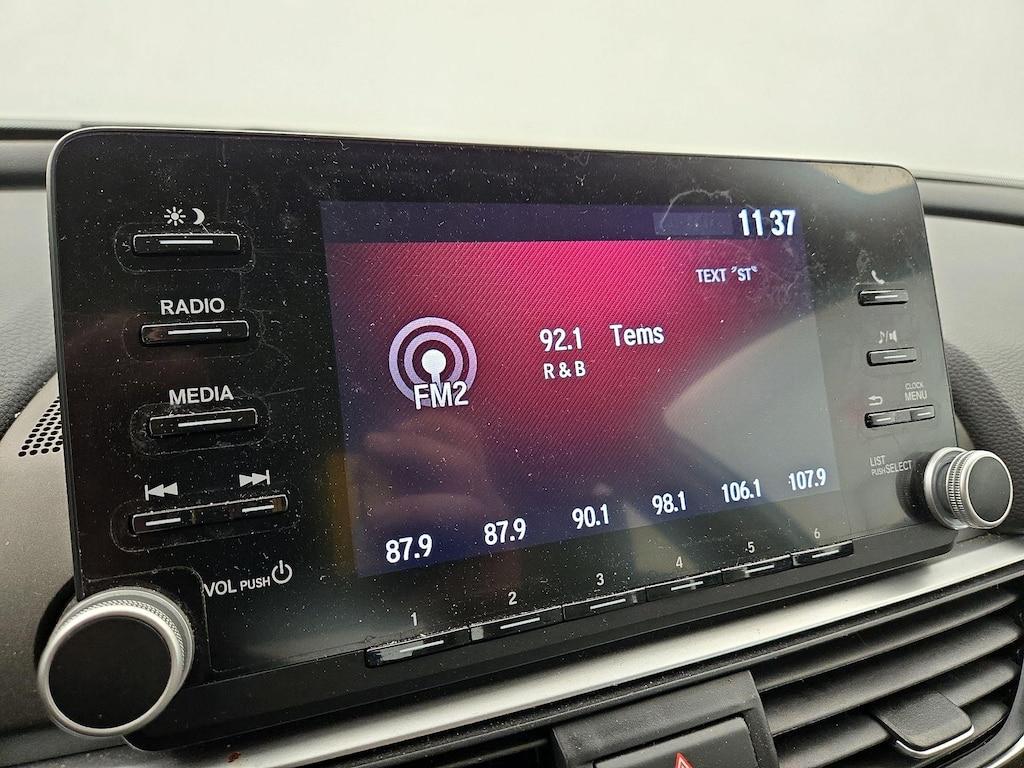 11 37
TEXT "ST"
RADIO
92.1 Tems
R & B
FM2
MEDIA
CLOCK
MENU
LIST
PUSH SELECT
87.9 87.9 90.1 98.1 106.1 107.9
VOL PUSH
1 2 3 4 5 6